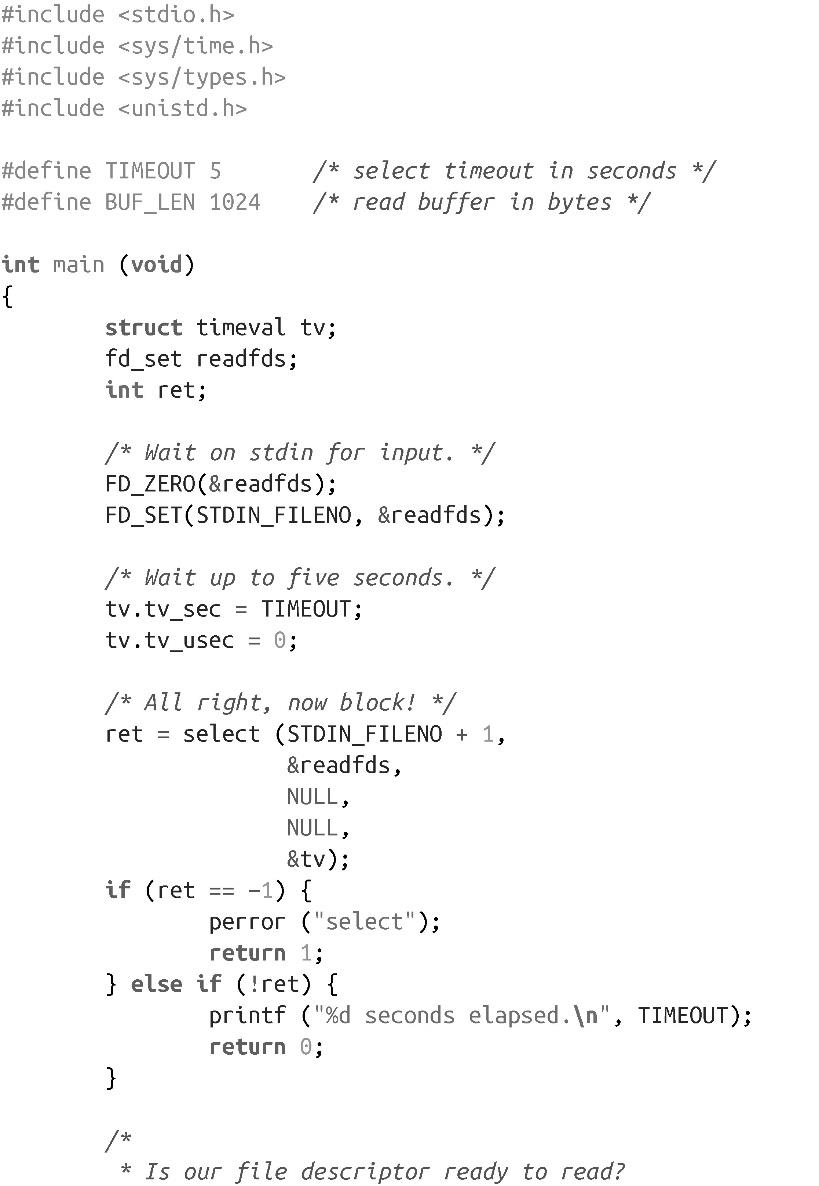 #include <stdio.h>
#include <sys/time.h>
#include <sys/types.h>
#include <unistd.h>

#define TIMEOUT 5       /* select timeout in seconds */
#define BUF_LEN 1024    /* read buffer in bytes */

int main (void)
{
        struct timeval tv;
        fd_set readfds;
        int ret;

        /* Wait on stdin for input. */
        FD_ZERO(&readfds);
        FD_SET(STDIN_FILENO, &readfds);

        /* Wait up to five seconds. */
        tv.tv_sec = TIMEOUT;
        tv.tv_usec = 0;

        /* All right, now block! */
        ret = select (STDIN_FILENO + 1,
                      &readfds,
                      NULL,
                      NULL,
                      &tv);
        if (ret == −1) {
                perror ("select");
                return 1;
        } else if (!ret) {
                printf ("%d seconds elapsed.\n", TIMEOUT);
                return 0;
        }

        /*
         * Is our file descriptor ready to read?